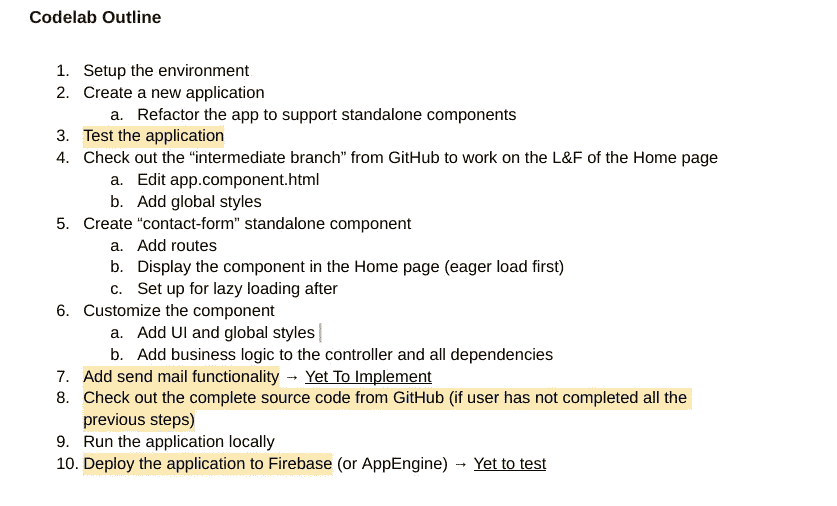 Codelab Outline
1. Setup the environment
2. Create a new application
a. Refactor the app to support standalone components
3. Test the application
4. Check out the “intermediate branch” from GitHub to work on the L&F of the Home page
a. Edit app.component.html
b. Add global styles
5. Create “contact-form” standalone component
a. Add routes
b. Display the component in the Home page (eager load first)
c. Set up for lazy loading after
6. Customize the component
a. Add UI and global styles
b. Add business logic to the controller and all dependencies
7. Add send mail functionality → Yet To Implement
8. Check out the complete source code from GitHub (if user has not completed all the
previous steps)
9. Run the application locally
10. Deploy the application to Firebase (or AppEngine) → Yet to test